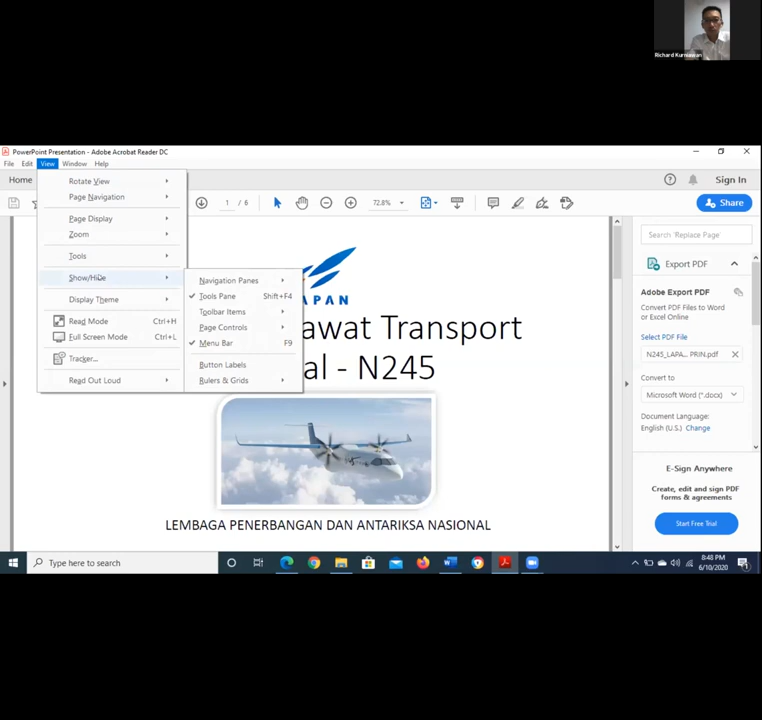 Richard Kurniawan
PowerPoint Presentation - Adobe Acrobat Reader DC
File Edit View Window Help
Home
Sign In
1 / 6
72.8%
Share
Rotate View
Page Navigation
Page Display
Zoom
Tools
Show/Hide
Display Theme
Read Mode Ctrl+H
Full Screen Mode Ctrl+L
Tracker...
Read Out Loud
Navigation Panes
Tools Pane Shift+F4
Toolbar Items
Page Controls
Menu Bar F9
Button Labels
Rulers & Grids
APAN
awat Transport
al - N245
LEMBAGA PENERBANGAN DAN ANTARIKSA NASIONAL
Search 'Replace Page'
Export PDF
Adobe Export PDF
Convert PDF Files to Word
or Excel Online
Select PDF File
N245_LAPA... PRIN.pdf
Convert to
Microsoft Word (*.docx)
Document Language:
English (U.S.) Change
E-Sign Anywhere
Create, edit and sign PDF
forms & agreements
Start Free Trial
Type here to search
8:48 PM
6/10/2020